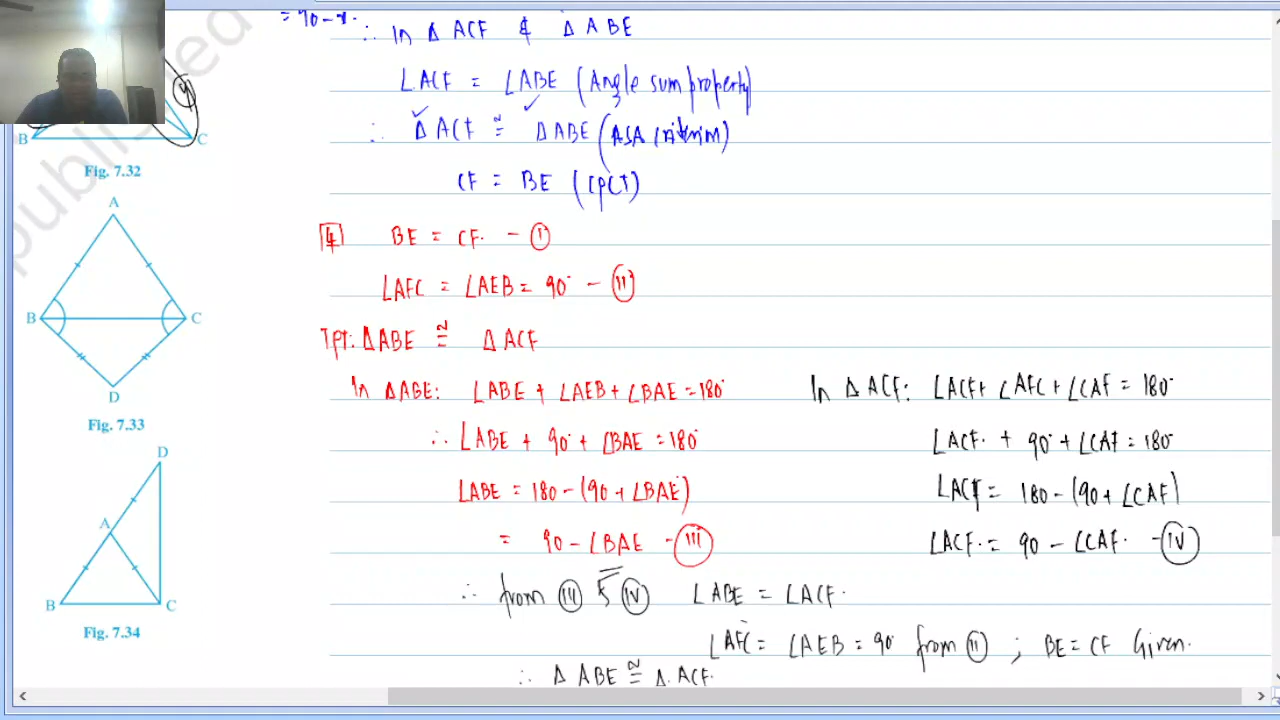 = 90-x.
∴ In Δ ACF & Δ ABE
∠ACF = ∠ABE (Angle sum property)
∴ Δ ACF ≅ Δ ABE (ASA criterion)
CF = BE (CPCT)
published
B
C
y
Fig. 7.32
A
B
C
D
Fig. 7.33
D
A
B
C
Fig. 7.34
4 BE = CF. - (I)
∠AFC = ∠AEB = 90° - (II)
TPT: Δ ABE ≅ Δ ACF
In Δ ABE: ∠ABE + ∠AEB + ∠BAE = 180°
∴ ∠ABE + 90° + ∠BAE = 180°
∠ABE = 180 - (90 + ∠BAE)
= 90 - ∠BAE - (III)
In Δ ACF: ∠ACF + ∠AFC + ∠CAF = 180°
∠ACF. + 90° + ∠CAF = 180°
∠ACF = 180 - (90 + ∠CAF)
∠ACF. = 90 - ∠CAF. - (IV)
∴ from (III) & (IV) ∠ABE = ∠ACF.
∠AFC = ∠AEB = 90 from (II) ; BE = CF Given.
∴ Δ ABE ≅ Δ ACF.